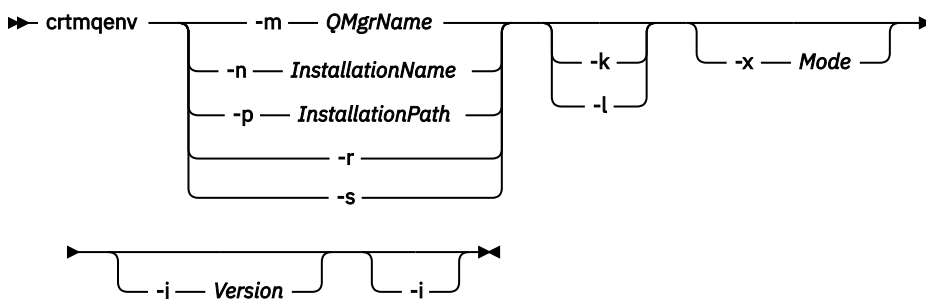 crtmqenv -m QMgrName
-n InstallationName
-p InstallationPath
-r
-s
-k
-l
-x Mode
-j Version
-i